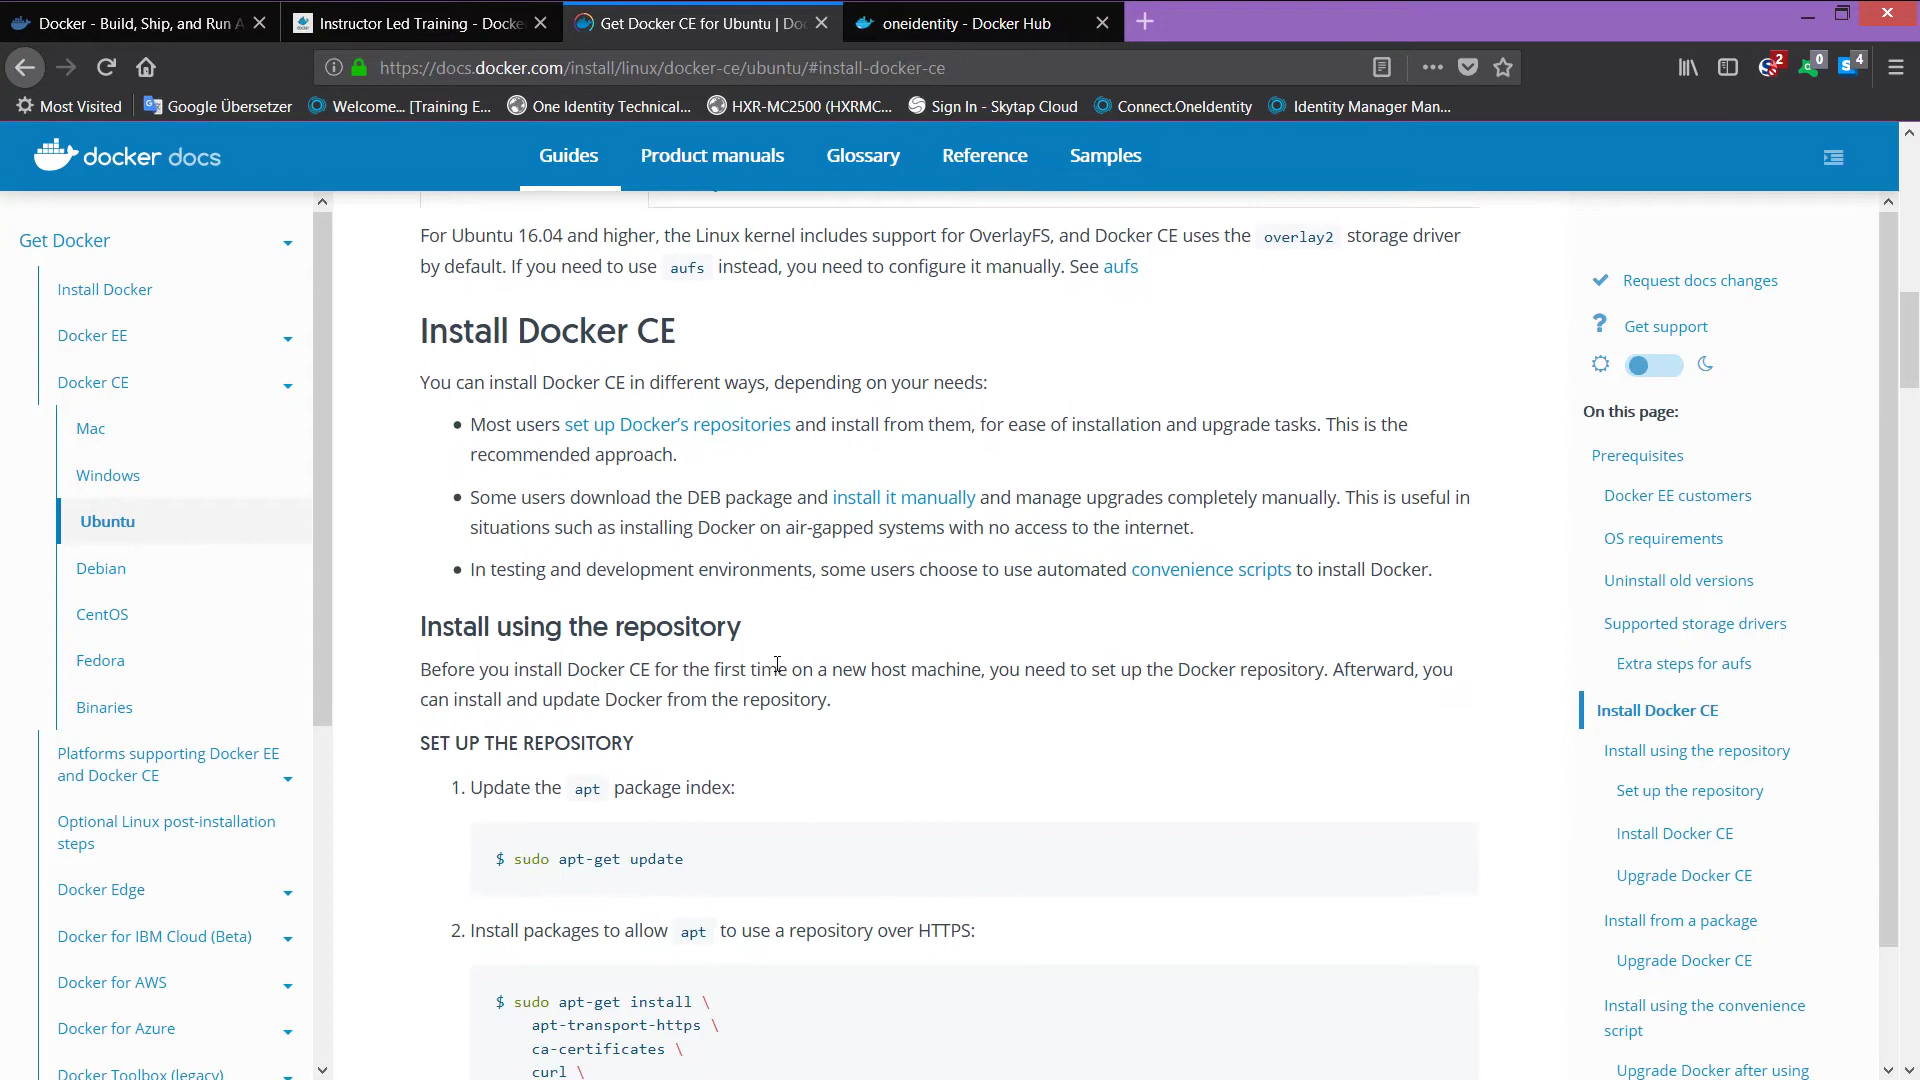 Docker - Build, Ship, and Run A
Instructor Led Training - Docke
Get Docker CE for Ubuntu | Doc
oneidentity - Docker Hub
https://docs.docker.com/install/linux/docker-ce/ubuntu/#install-docker-ce
2
0
4
Most Visited
Google Übersetzer
Welcome... [Training E...
One Identity Technical...
HXR-MC2500 (HXRMC...
Sign In - Skytap Cloud
Connect.OneIdentity
Identity Manager Man...
docker docs
Guides
Product manuals
Glossary
Reference
Samples
Get Docker
Install Docker
Docker EE
Docker CE
Mac
Windows
Ubuntu
Debian
CentOS
Fedora
Binaries
Platforms supporting Docker EE
and Docker CE
Optional Linux post-installation
steps
Docker Edge
Docker for IBM Cloud (Beta)
Docker for AWS
Docker for Azure
Docker Toolbox (legacy)
For Ubuntu 16.04 and higher, the Linux kernel includes support for OverlayFS, and Docker CE uses the overlay2 storage driver
by default. If you need to use aufs instead, you need to configure it manually. See aufs
Install Docker CE
You can install Docker CE in different ways, depending on your needs:
• Most users set up Docker’s repositories and install from them, for ease of installation and upgrade tasks. This is the
recommended approach.
• Some users download the DEB package and install it manually and manage upgrades completely manually. This is useful in
situations such as installing Docker on air-gapped systems with no access to the internet.
• In testing and development environments, some users choose to use automated convenience scripts to install Docker.
Install using the repository
Before you install Docker CE for the first time on a new host machine, you need to set up the Docker repository. Afterward, you
can install and update Docker from the repository.
SET UP THE REPOSITORY
1. Update the apt package index:
$ sudo apt-get update
2. Install packages to allow apt to use a repository over HTTPS:
$ sudo apt-get install \
apt-transport-https \
ca-certificates \
curl \
Request docs changes
Get support
On this page:
Prerequisites
Docker EE customers
OS requirements
Uninstall old versions
Supported storage drivers
Extra steps for aufs
Install Docker CE
Install using the repository
Set up the repository
Install Docker CE
Upgrade Docker CE
Install from a package
Upgrade Docker CE
Install using the convenience
script
Upgrade Docker after using